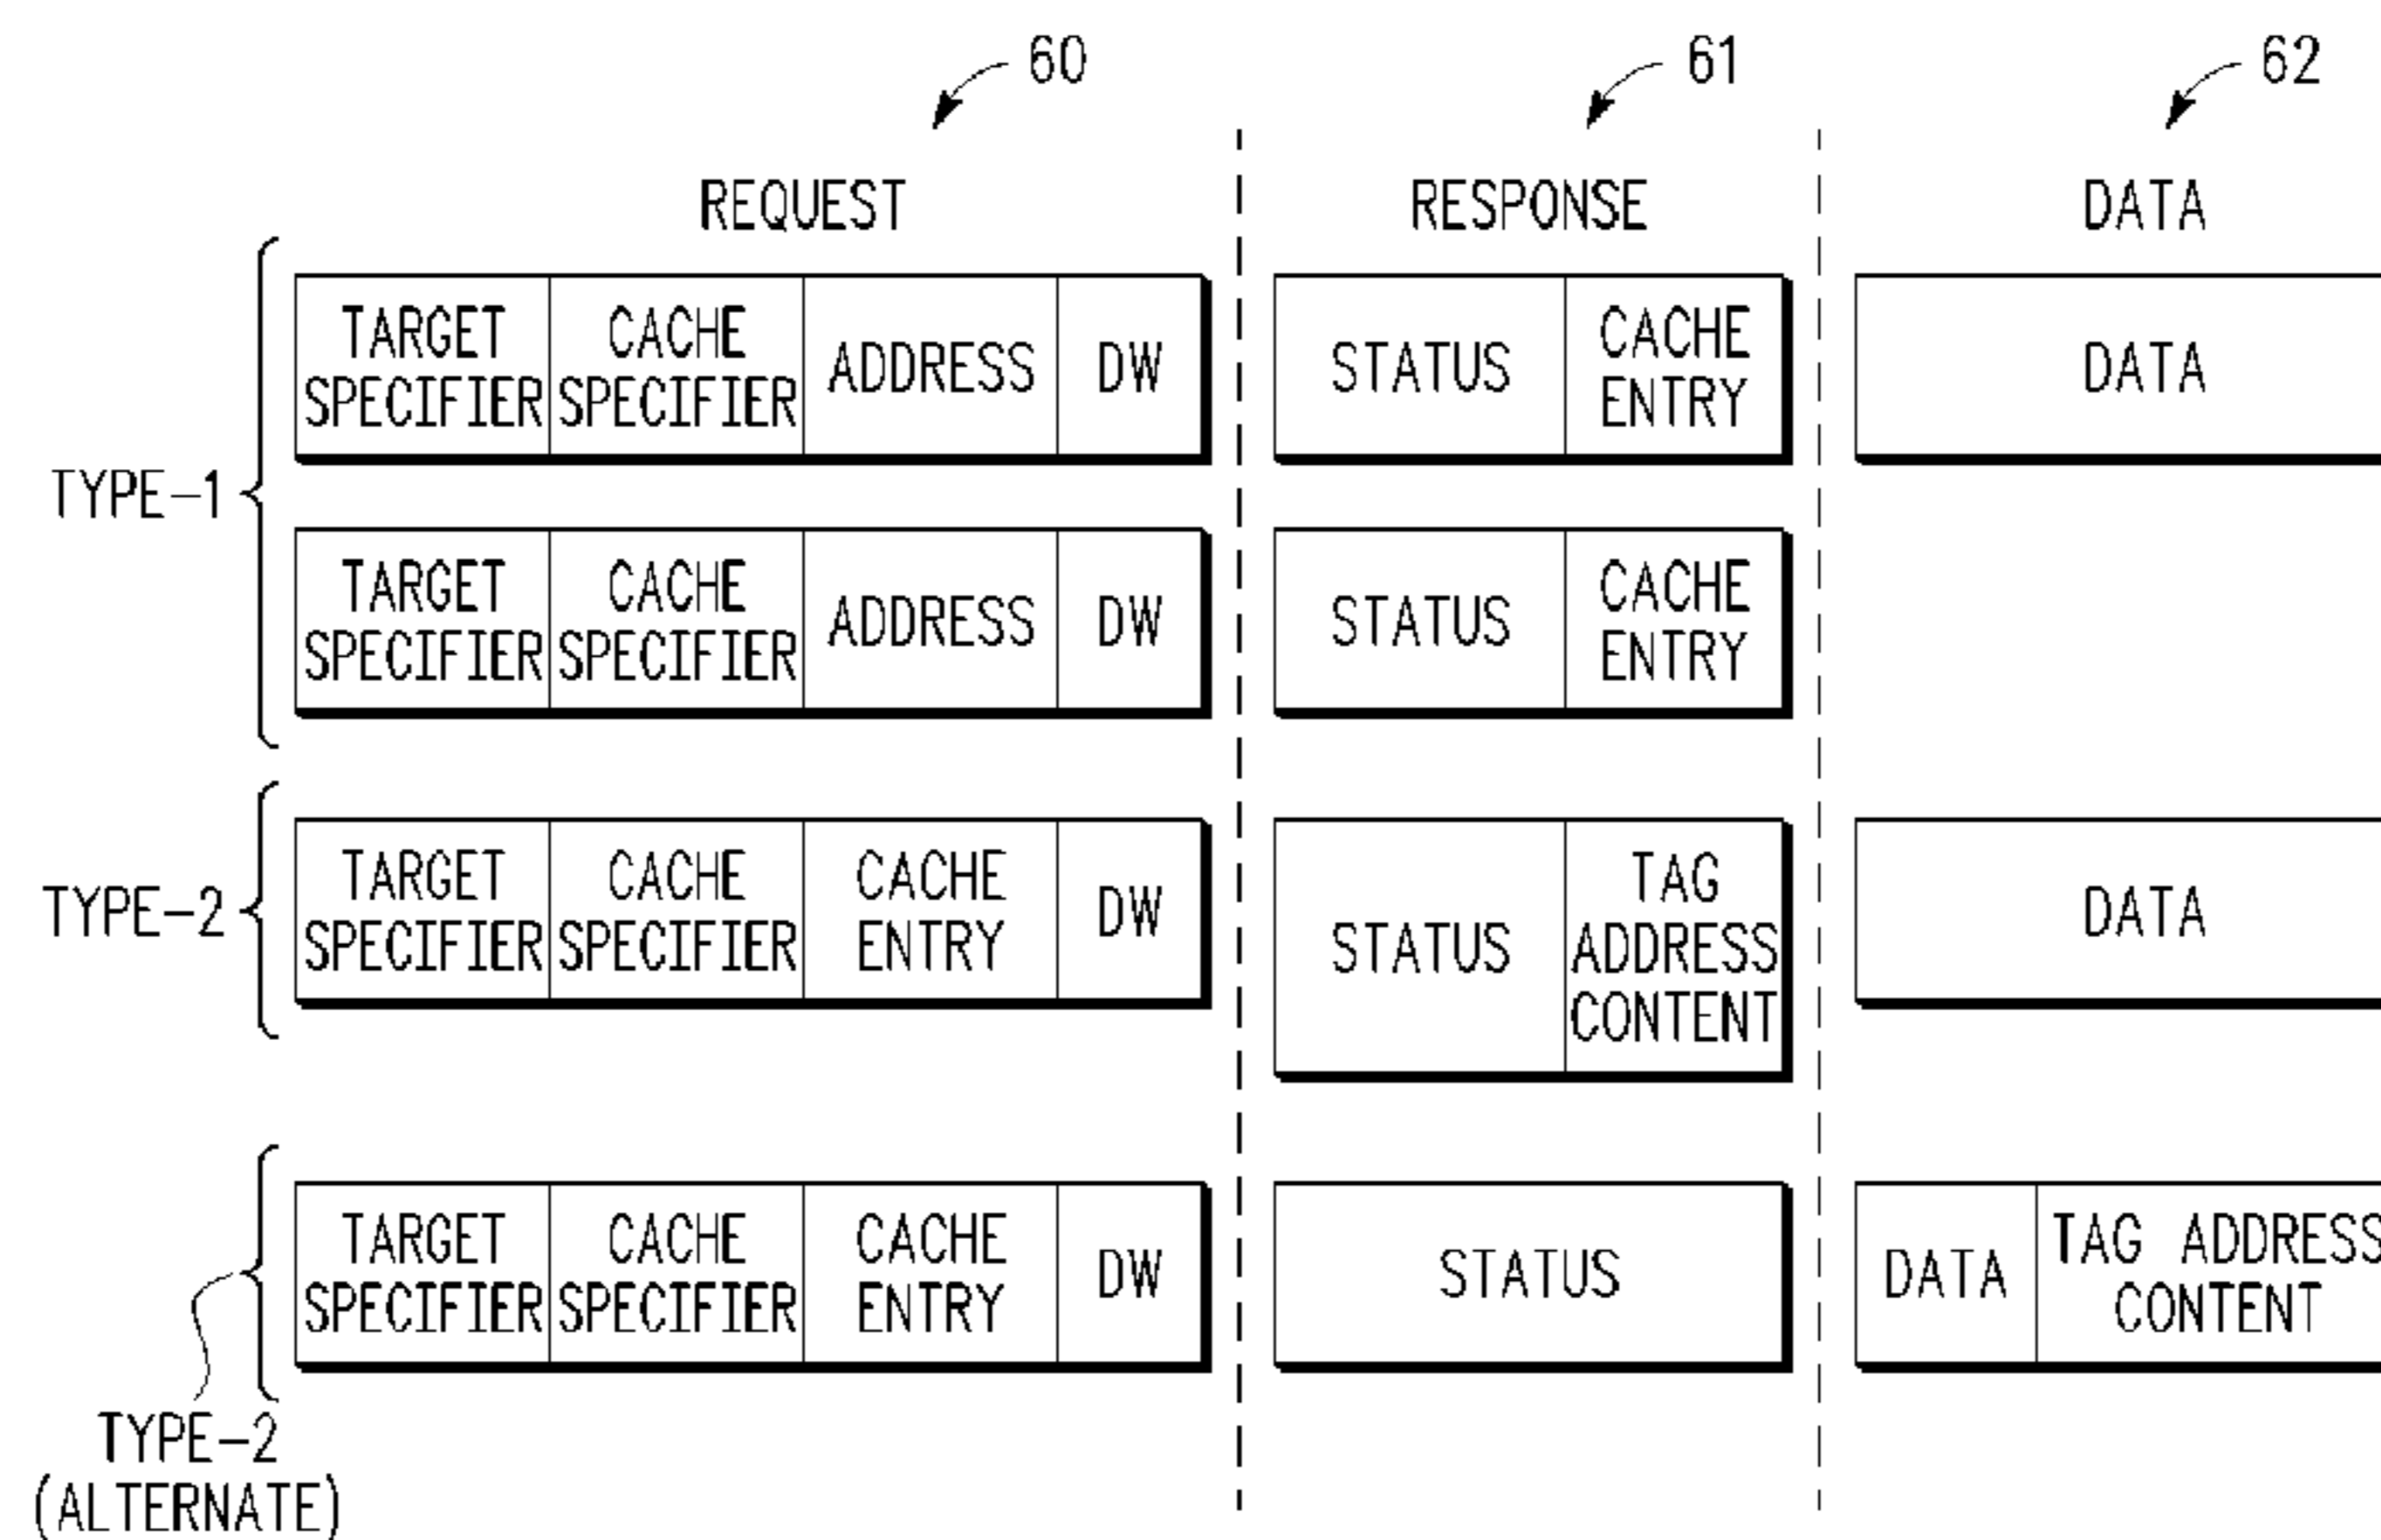 60
61
62
REQUEST
RESPONSE
DATA
TYPE-1
TARGET SPECIFIER
CACHE SPECIFIER
ADDRESS
DW
STATUS
CACHE ENTRY
DATA
TARGET SPECIFIER
CACHE SPECIFIER
ADDRESS
DW
STATUS
CACHE ENTRY
TYPE-2
TARGET SPECIFIER
CACHE SPECIFIER
CACHE ENTRY
DW
STATUS
TAG ADDRESS CONTENT
DATA
TYPE-2 (ALTERNATE)
TARGET SPECIFIER
CACHE SPECIFIER
CACHE ENTRY
DW
STATUS
DATA
TAG ADDRESS CONTENT